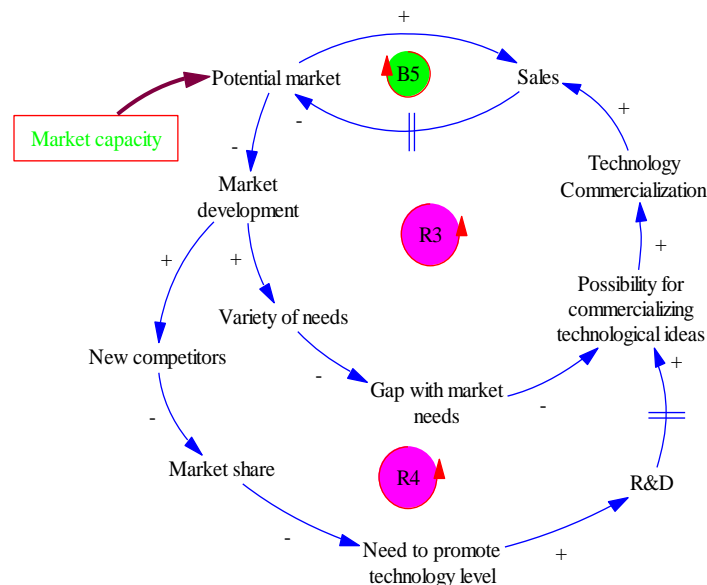 +
B5
Potential market
Sales
-
-
+
Market capacity
Technology
Commercialization
Market
development
R3
+
+
+
Possibility for
commercializing
technological ideas
Variety of needs
New competitors
+
-
Gap with market
needs
-
-
Market share
R4
R&D
-
Need to promote
technology level
+